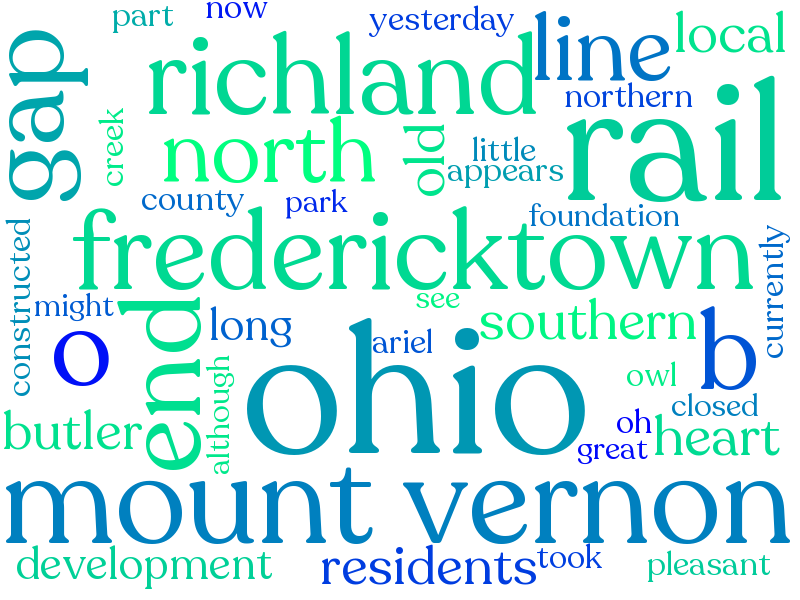 part
now
yesterday
local
gap
richland
line
northern
creek
north
old
little
appears
rail
county
park
foundation
constructed
fredericktown
currently
might
see
end
o
long
ariel
southern
b
ohio
owl
although
closed
butler
oh
great
heart
mount vernon
development
residents
took
pleasant